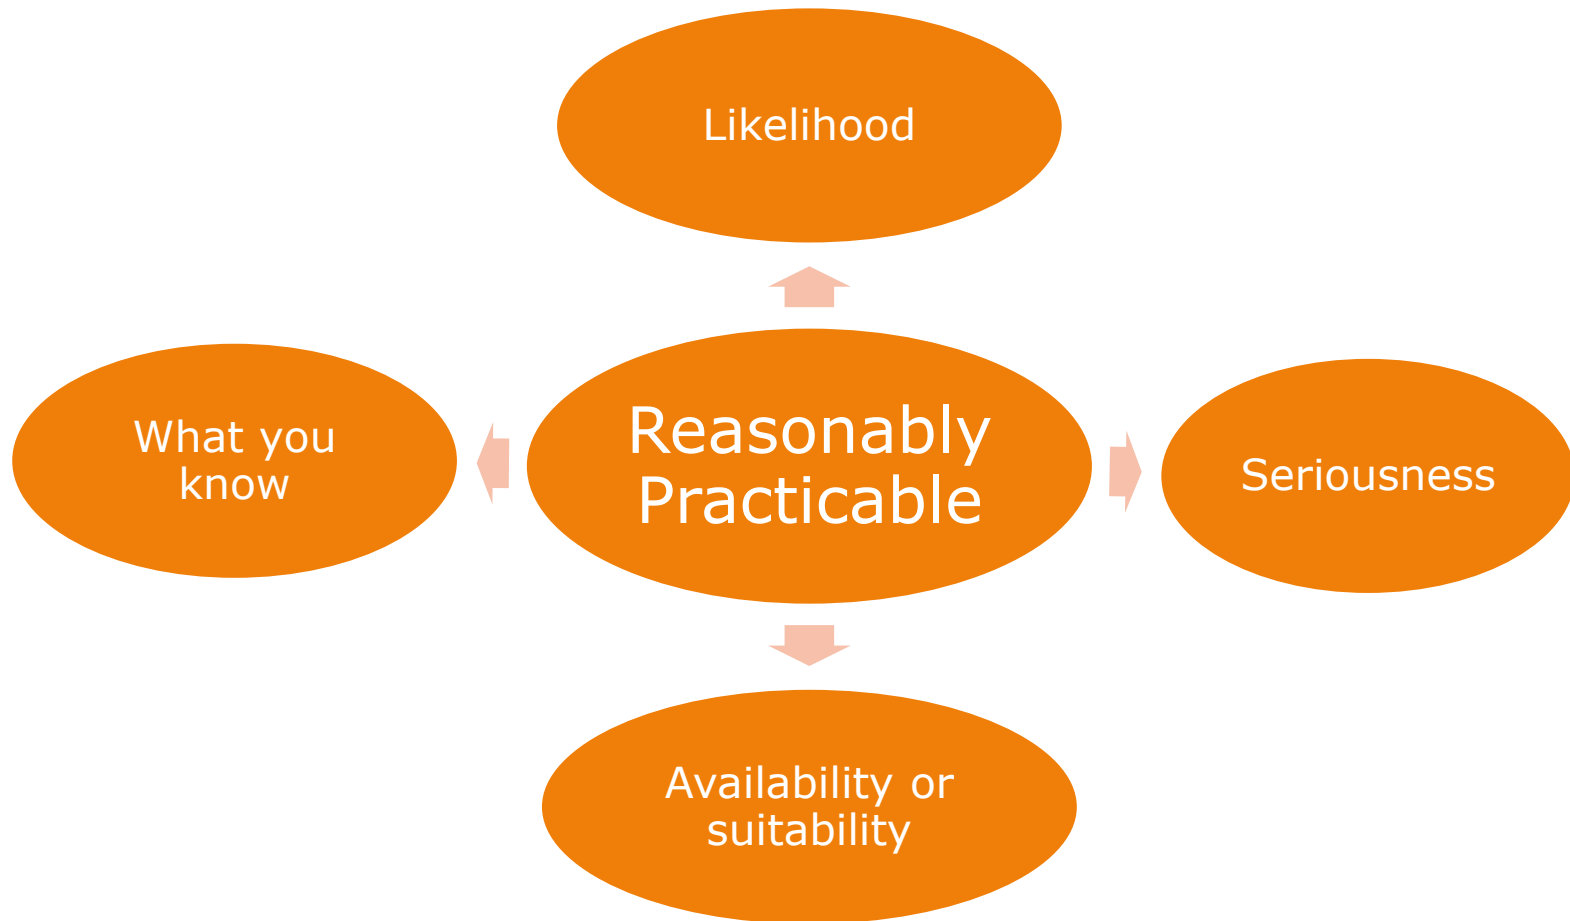 Likelihood
What you
know
Reasonably
Practicable
Seriousness
Availability or
suitability